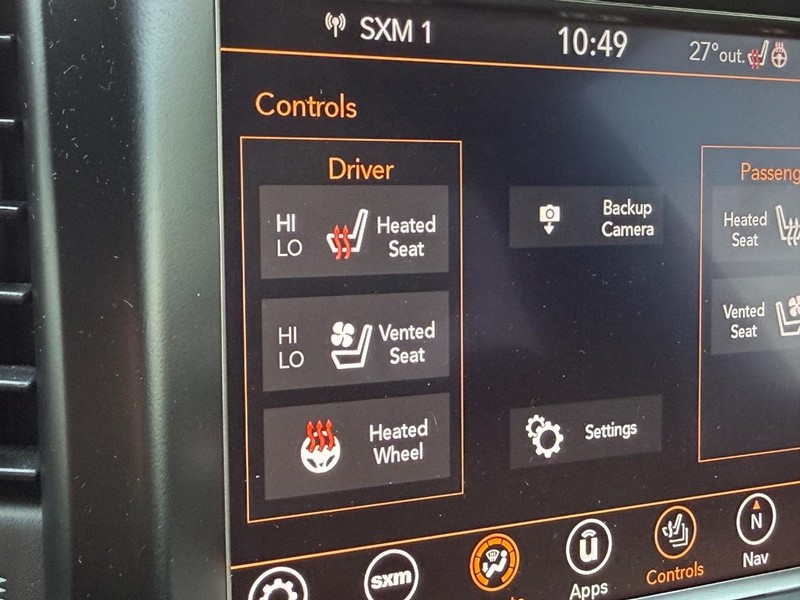 SXM 1
10:49
27°out.
Controls
Driver
HI
LO
Heated
Seat
HI
LO
Vented
Seat
Heated
Wheel
Backup
Camera
Settings
Passeng
Heated
Seat
Vented
Seat
sxm
u
Apps
Controls
N
Nav